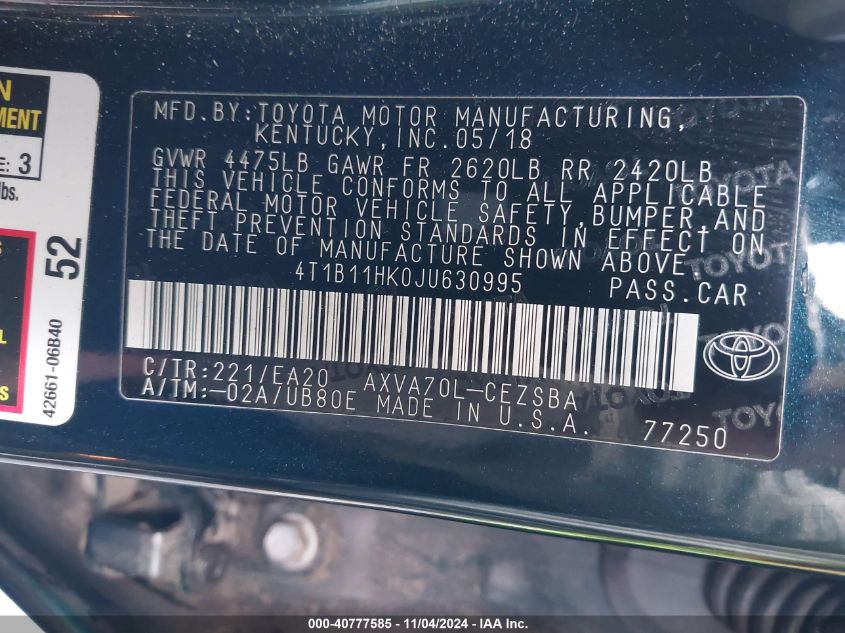 N
MENT
E: 3
lbs.
S
52
L
S
42661-06B40
MFD.BY:TOYOTA MOTOR MANUFACTURING,
KENTUCKY,INC.05/18
GVWR 4475LB GAWR FR 2620LB RR 2420LB
THIS VEHICLE CONFORMS TO ALL APPLICABLE
FEDERAL MOTOR VEHICLE SAFETY,BUMPER,AND
THEFT PREVENTION STANDARDS IN EFFECT ON
THE DATE OF MANUFACTURE SHOWN ABOVE.
4T1B11HK0JU630995 PASS.CAR
C/TR:221/EA20 AXVA70L-CEZSBA
A/TM:-02A/UB80E MADE IN U.S.A. 77250
000-40777585 - 11/04/2024 - IAA Inc.